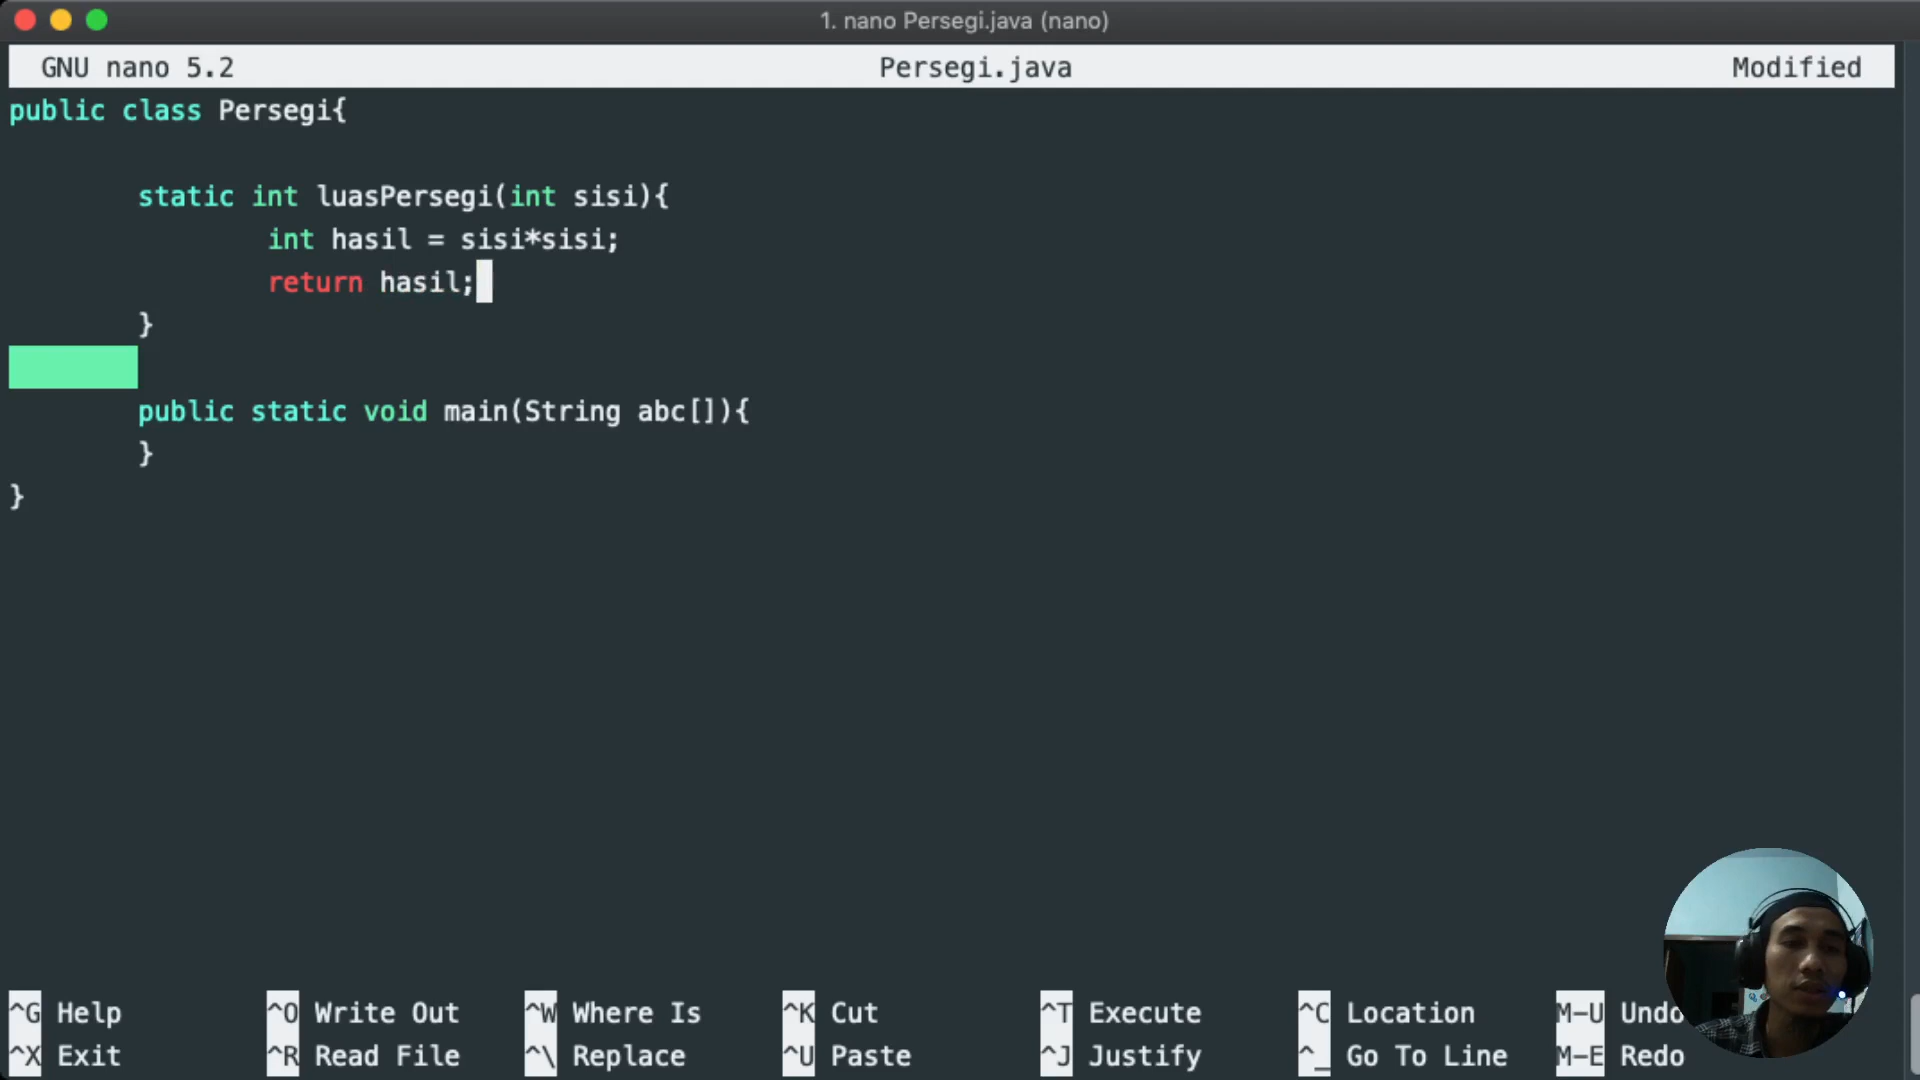 1. nano Persegi.java (nano)
GNU nano 5.2 Persegi.java Modified
public class Persegi{
static int luasPersegi(int sisi){
int hasil = sisi*sisi;
return hasil;
}
public static void main(String abc[]){
}
}
^G Help ^O Write Out ^W Where Is ^K Cut ^T Execute ^C Location M-U Undo
^X Exit ^R Read File ^\ Replace ^U Paste ^J Justify ^_ Go To Line M-E Redo